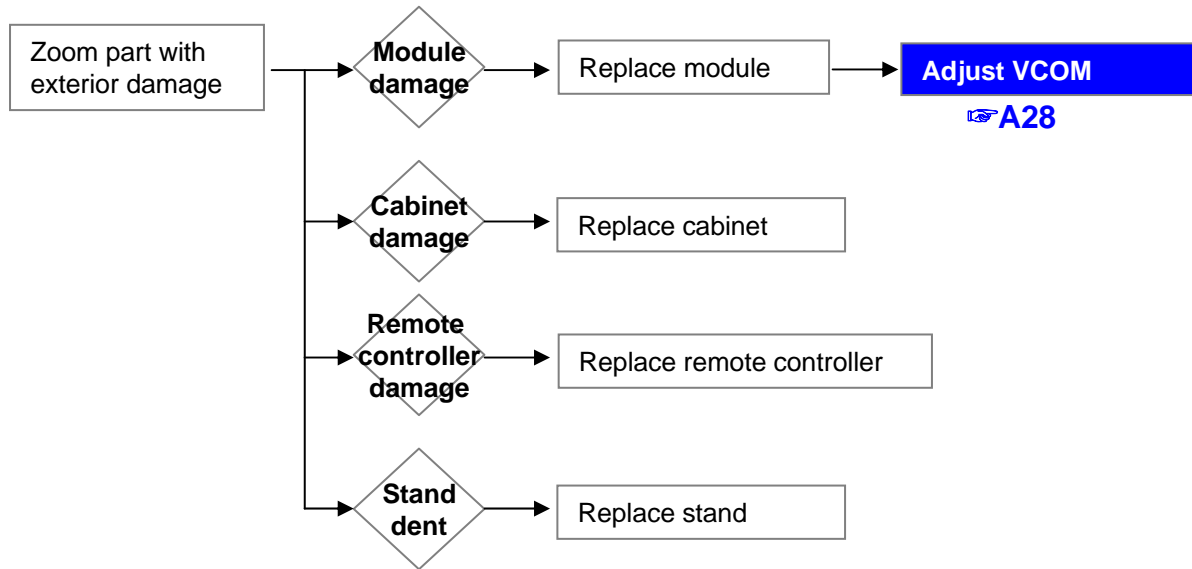 Zoom part with
exterior damage
Module
damage
Replace module
Adjust VCOM
☞A28
Cabinet
damage
Replace cabinet
Remote
controller
damage
Replace remote controller
Stand
dent
Replace stand